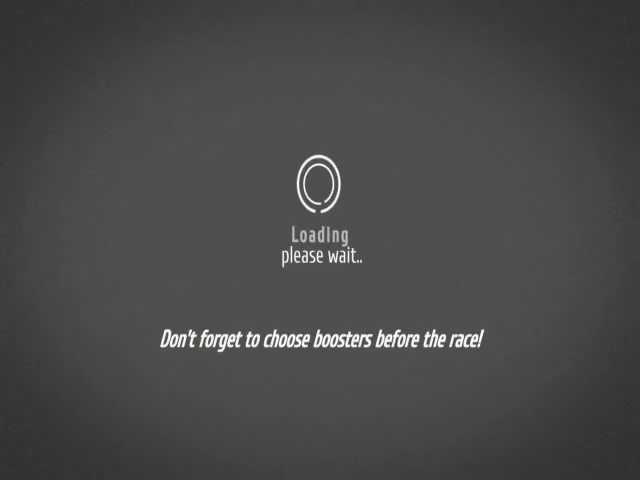 Loading
please wait..
Don't forget to choose boosters before the race!